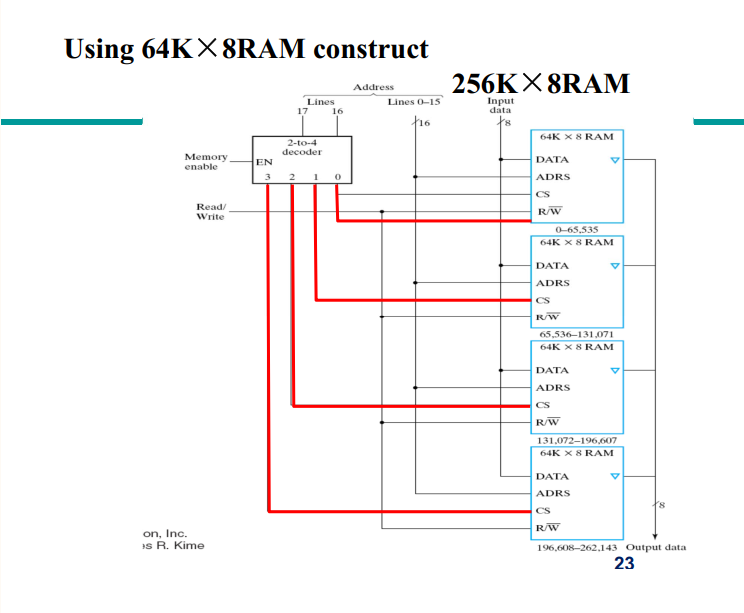 Using 64K×8RAM construct
256K×8RAM
Address
Lines
17 16
Lines 0–15
Input
data
16
8
2-to-4
decoder
Memory
enable
EN
3 2 1 0
Read/
Write
64K × 8 RAM
DATA
ADRS
CS
R/W̅
0–65,535
64K × 8 RAM
DATA
ADRS
CS
R/W̅
65,536–131,071
64K × 8 RAM
DATA
ADRS
CS
R/W̅
131,072–196,607
64K × 8 RAM
DATA
ADRS
CS
R/W̅
8
196,608–262,143 Output data
on, Inc.
s R. Kime
23